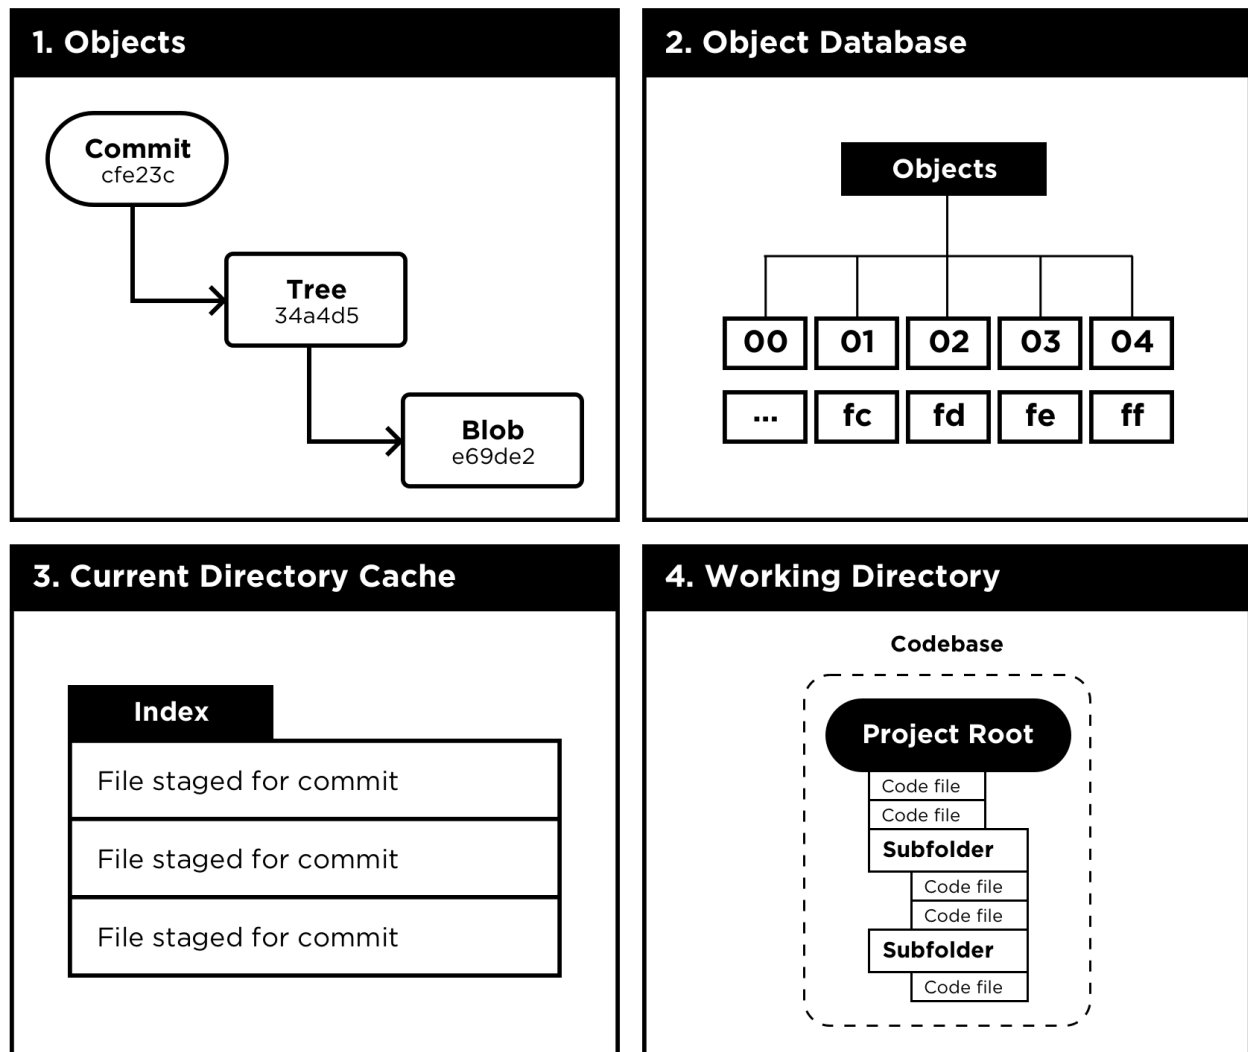 1. Objects
Commit
cfe23c
Tree
34a4d5
Blob
e69de2
2. Object Database
Objects
00 01 02 03 04
... fc fd fe ff
3. Current Directory Cache
Index
File staged for commit
File staged for commit
File staged for commit
4. Working Directory
Codebase
Project Root
Code file
Code file
Subfolder
Code file
Code file
Subfolder
Code file